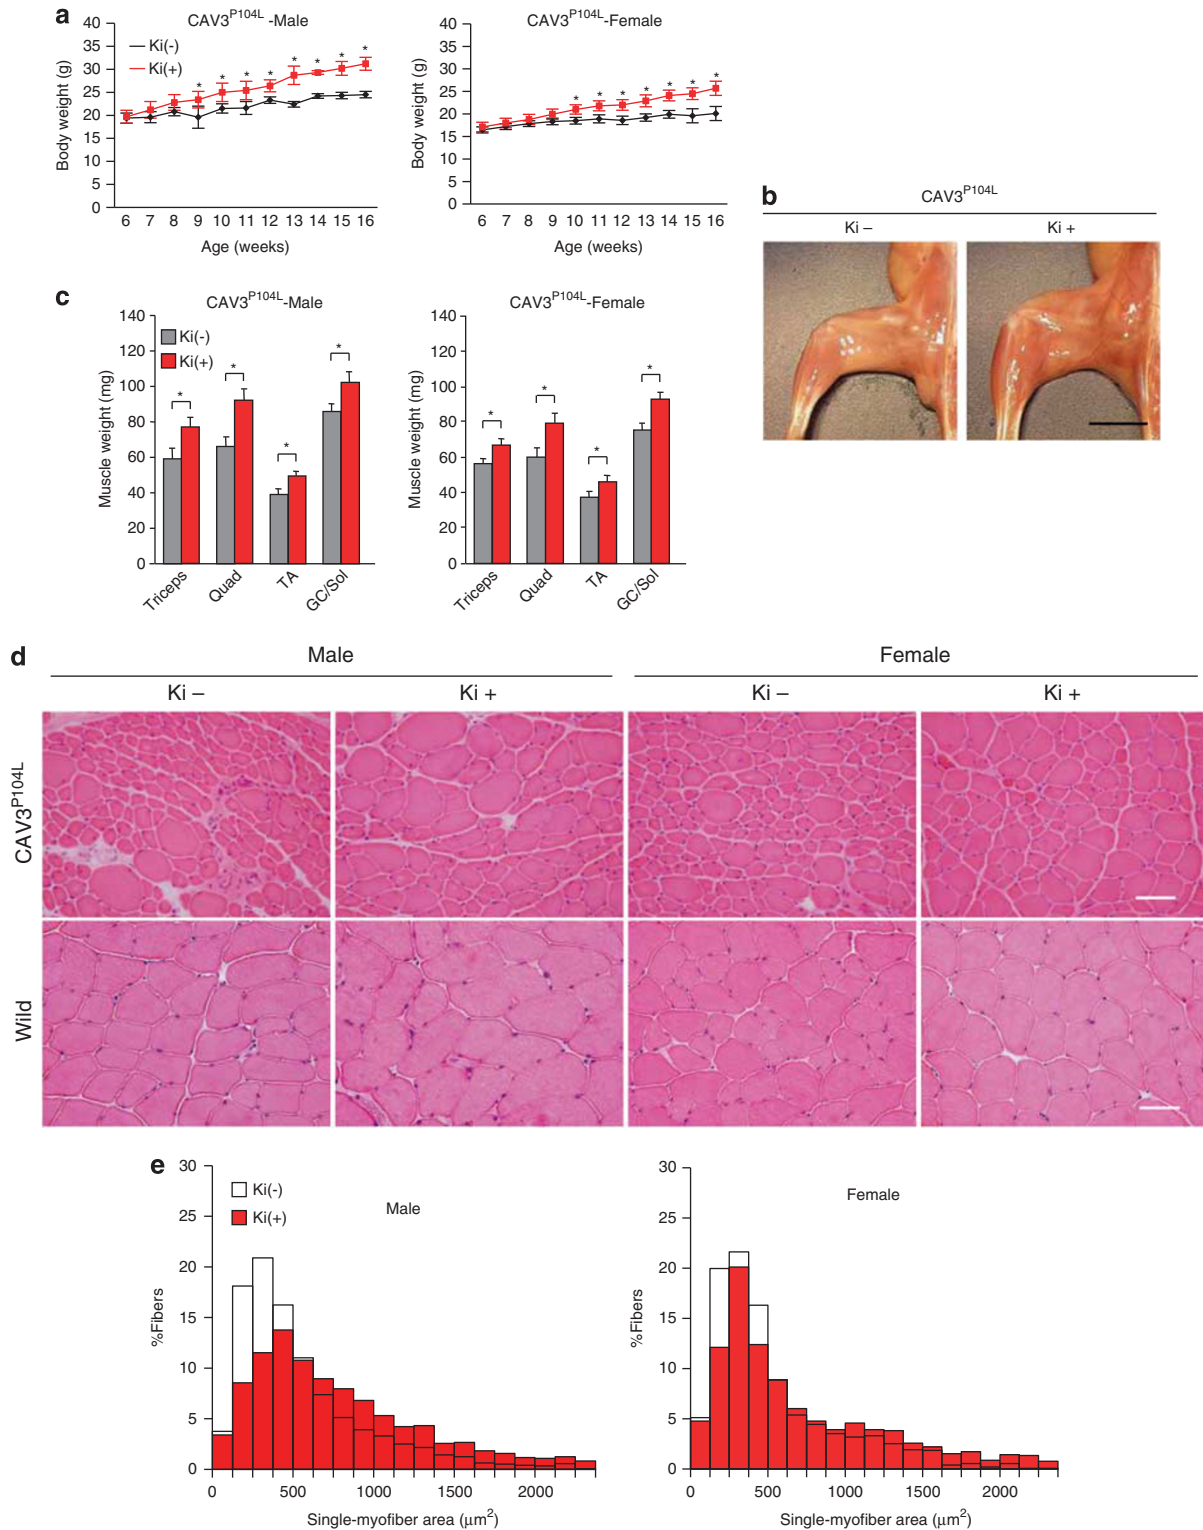 a
CAV3P104L -Male
Ki(-)
Ki(+)
Body weight (g)
40
35
30
25
20
15
10
5
0
* * * * * * * *
6 7 8 9 10 11 12 13 14 15 16
Age (weeks)
CAV3P104L-Female
Body weight (g)
40
35
30
25
20
15
10
5
0
* * * * * * *
6 7 8 9 10 11 12 13 14 15 16
Age (weeks)
b
CAV3P104L
Ki – Ki +
c
CAV3P104L-Male
Ki(-)
Ki(+)
Muscle weight (mg)
140
120
100
80
60
40
20
0
* * * *
Triceps Quad TA GC/Sol
CAV3P104L-Female
Muscle weight (mg)
140
120
100
80
60
40
20
0
* * * *
Triceps Quad TA GC/Sol
d
Male Female
Ki – Ki + Ki – Ki +
CAV3P104L
Wild
e
Ki(-)
Ki(+)
Male
%Fibers
30
25
20
15
10
5
0
0 500 1000 1500 2000
Single-myofiber area (μm2)
Female
%Fibers
30
25
20
15
10
5
0
0 500 1000 1500 2000
Single-myofiber area (μm2)